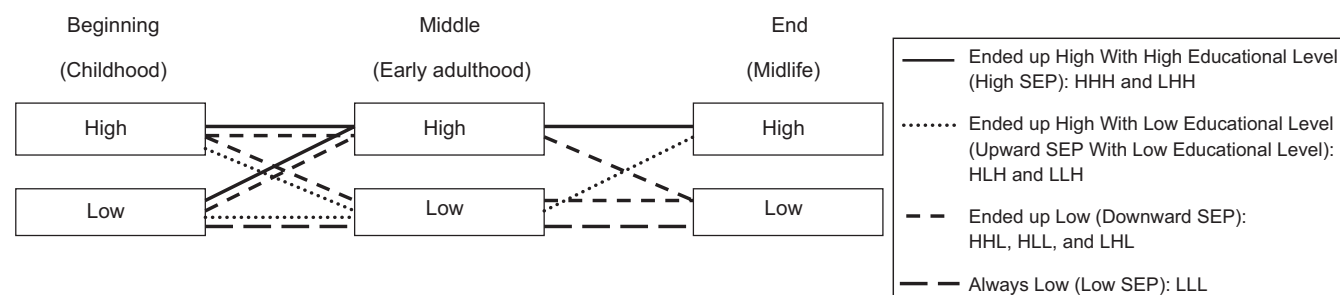 Beginning
Middle
End
(Childhood)
(Early adulthood)
(Midlife)
High
High
High
Low
Low
Low
Ended up High With High Educational Level
(High SEP): HHH and LHH
Ended up High With Low Educational Level
(Upward SEP With Low Educational Level):
HLH and LLH
Ended up Low (Downward SEP):
HHL, HLL, and LHL
Always Low (Low SEP): LLL